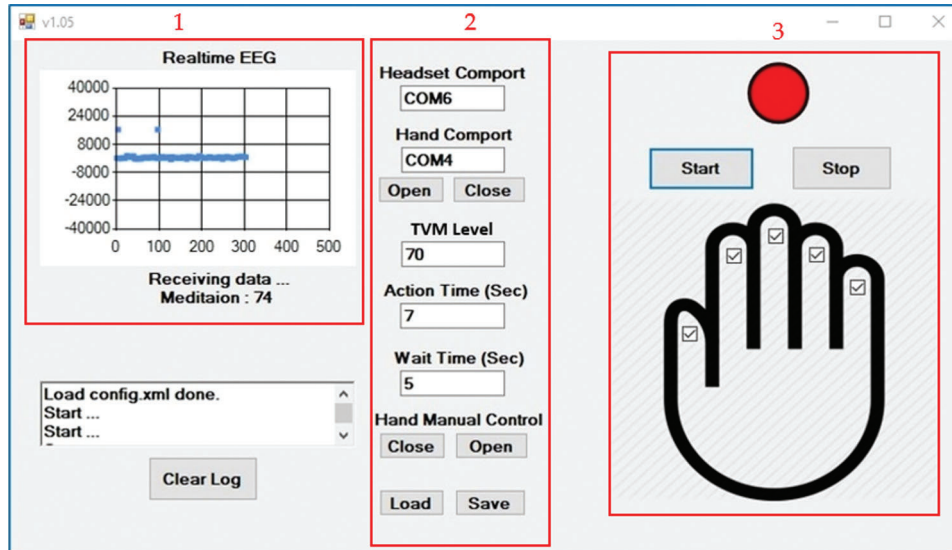 v1.05
1
Realtime EEG
40000
24000
8000
-8000
-24000
-40000
0 100 200 300 400 500
Receiving data ...
Meditaion : 74
Load config.xml done.
Start ...
Start ...
Clear Log
2
Headset Comport
COM6
Hand Comport
COM4
Open Close
TVM Level
70
Action Time (Sec)
7
Wait Time (Sec)
5
Hand Manual Control
Close Open
Load Save
3
Start Stop